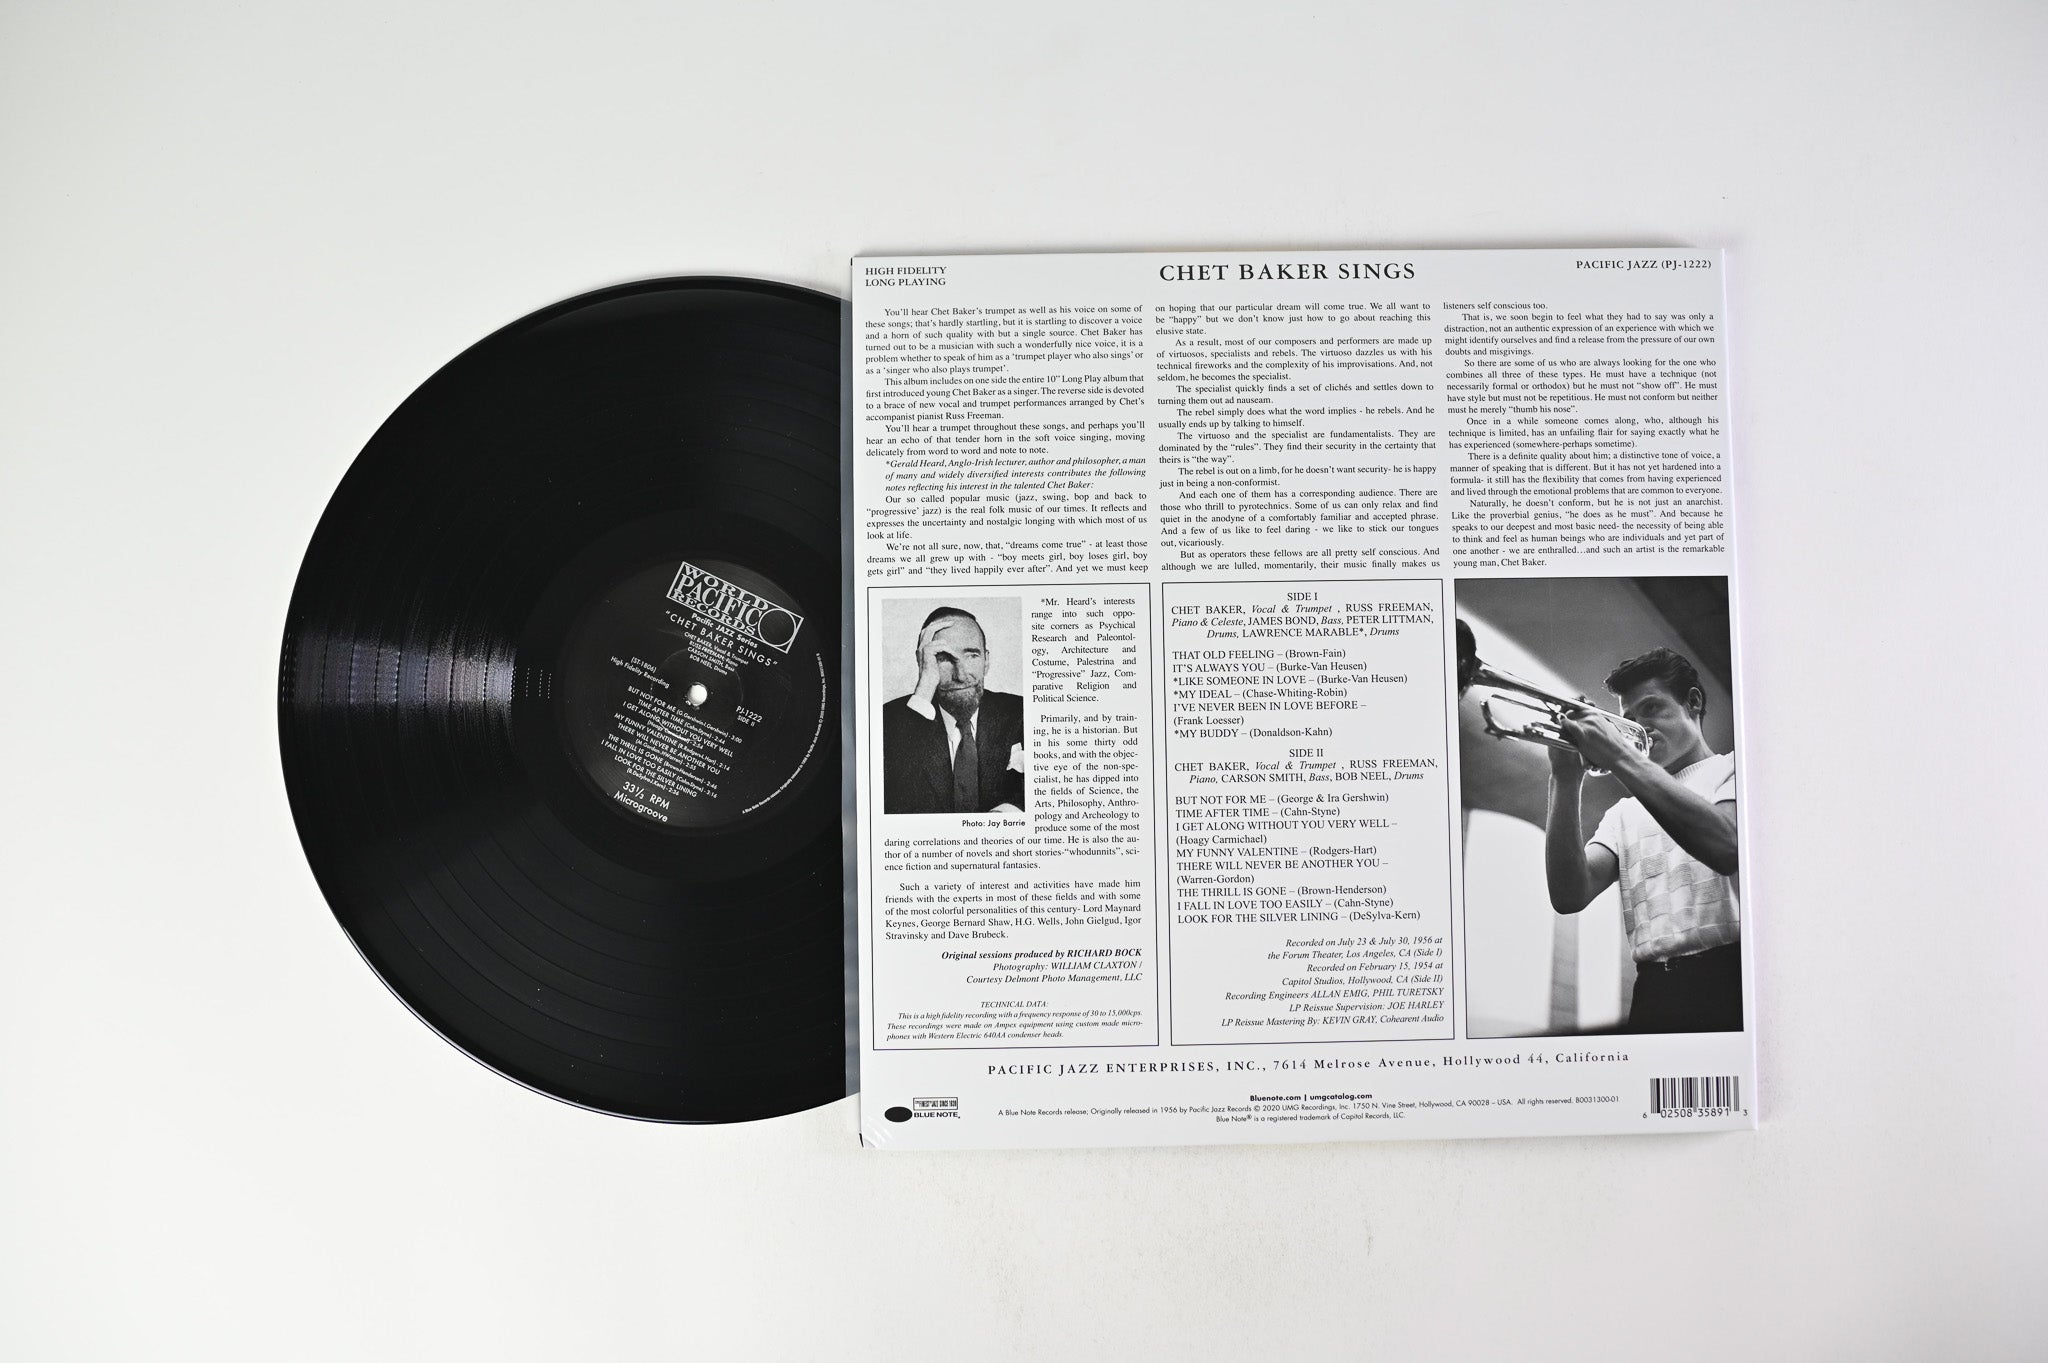 WORLD
PACIFIC
RECORDS
Pacific Jazz Series
"CHET BAKER SINGS"
CHET BAKER, Vocal & Trumpet
RUSS FREEMAN, Piano
CARSON SMITH, Bass
BOB NEEL, Drums
(ST-1806)
High Fidelity Recording
PJ-1222
SIDE II
BUT NOT FOR ME (G.Gershwin-I.Gershwin) - 3:00
TIME AFTER TIME (Cahn-Styne) - 2:44
I GET ALONG WITHOUT YOU VERY WELL
MY FUNNY VALENTINE (R.Rodgers-L.Hart) - 2:14
THERE WILL NEVER BE ANOTHER YOU
THE THRILL IS GONE (Brown-Henderson) - 2:46
I FALL IN LOVE TOO EASILY (Cahn-Styne) - 3:16
LOOK FOR THE SILVER LINING
33⅓ RPM
Microgroove
HIGH FIDELITY
LONG PLAYING
CHET BAKER SINGS
PACIFIC JAZZ (PJ-1222)
You'll hear Chet Baker's trumpet as well as his voice on some of
these songs; that's hardly startling, but it is startling to discover a voice
and a horn of such quality with but a single source. Chet Baker has
turned out to be a musician with such a wonderfully nice voice, it is a
problem whether to speak of him as a 'trumpet player who also sings' or
as a 'singer who also plays trumpet'.
This album includes on one side the entire 10" Long Play album that
first introduced young Chet Baker as a singer. The reverse side is devoted
to a brace of new vocal and trumpet performances arranged by Chet's
accompanist pianist Russ Freeman.
You'll hear a trumpet throughout these songs, and perhaps you'll
hear an echo of that tender horn in the soft voice singing, moving
delicately from word to word and note to note.
*Gerald Heard, Anglo-Irish lecturer, author and philosopher, a man
of many and widely diversified interests contributes the following
notes reflecting his interest in the talented Chet Baker:
Our so called popular music (jazz, swing, bop and back to
"progressive' jazz) is the real folk music of our times. It reflects and
expresses the uncertainty and nostalgic longing with which most of us
look at life.
We're not all sure, now, that, "dreams come true" - at least those
dreams we all grew up with - "boy meets girl, boy loses girl, boy
gets girl" and "they lived happily ever after". And yet we must keep
on hoping that our particular dream will come true. We all want to
be "happy" but we don't know just how to go about reaching this
elusive state.
As a result, most of our composers and performers are made up
of virtuosos, specialists and rebels. The virtuoso dazzles us with his
technical fireworks and the complexity of his improvisations. And, not
seldom, he becomes the specialist.
The specialist quickly finds a set of clichés and settles down to
turning them out ad nauseam.
The rebel simply does what the word implies - he rebels. And he
usually ends up by talking to himself.
The virtuoso and the specialist are fundamentalists. They are
dominated by the "rules". They find their security in the certainty that
theirs is "the way".
The rebel is out on a limb, for he doesn't want security- he is happy
just in being a non-conformist.
And each one of them has a corresponding audience. There are
those who thrill to pyrotechnics. Some of us can only relax and find
quiet in the anodyne of a comfortably familiar and accepted phrase.
And a few of us like to feel daring - we like to stick our tongues
out, vicariously.
But as operators these fellows are all pretty self conscious. And
although we are lulled, momentarily, their music finally makes us
listeners self conscious too.
That is, we soon begin to feel what they had to say was only a
distraction, not an authentic expression of an experience with which we
might identify ourselves and find a release from the pressure of our own
doubts and misgivings.
So there are some of us who are always looking for the one who
combines all three of these types. He must have a technique (not
necessarily formal or orthodox) but he must not "show off". He must
have style but must not be repetitious. He must not conform but neither
must he merely "thumb his nose".
Once in a while someone comes along, who, although his
technique is limited, has an unfailing flair for saying exactly what he
has experienced (somewhere-perhaps sometime).
There is a definite quality about him; a distinctive tone of voice, a
manner of speaking that is different. But it has not yet hardened into a
formula- it still has the flexibility that comes from having experienced
and lived through the emotional problems that are common to everyone.
Naturally, he doesn't conform, but he is not just an anarchist.
Like the proverbial genius, "he does as he must". And because he
speaks to our deepest and most basic need- the necessity of being able
to think and feel as human beings who are individuals and yet part of
one another - we are enthralled...and such an artist is the remarkable
young man, Chet Baker.
*Mr. Heard's interests
range into such oppo-
site corners as Psychical
Research and Paleontol-
ogy, Architecture and
Costume, Palestrina and
"Progressive" Jazz, Com-
parative Religion and
Political Science.
Primarily, and by train-
ing, he is a historian. But
in his some thirty odd
books, and with the objec-
tive eye of the non-spe-
cialist, he has dipped into
the fields of Science, the
Arts, Philosophy, Anthro-
pology and Archeology to
produce some of the most
Photo: Jay Barrie
daring correlations and theories of our time. He is also the au-
thor of a number of novels and short stories-"whodunnits", sci-
ence fiction and supernatural fantasies.
Such a variety of interest and activities have made him
friends with the experts in most of these fields and with some
of the most colorful personalities of this century- Lord Maynard
Keynes, George Bernard Shaw, H.G. Wells, John Gielgud, Igor
Stravinsky and Dave Brubeck.
Original sessions produced by RICHARD BOCK
Photography: WILLIAM CLAXTON /
Courtesy Delmont Photo Management, LLC
TECHNICAL DATA:
This is a high fidelity recording with a frequency response of 30 to 15,000cps.
These recordings were made on Ampex equipment using custom made micro-
phones with Western Electric 640AA condenser heads.
SIDE I
CHET BAKER, Vocal & Trumpet , RUSS FREEMAN,
Piano & Celeste, JAMES BOND, Bass, PETER LITTMAN,
Drums, LAWRENCE MARABLE*, Drums
THAT OLD FEELING – (Brown-Fain)
IT'S ALWAYS YOU – (Burke-Van Heusen)
*LIKE SOMEONE IN LOVE – (Burke-Van Heusen)
*MY IDEAL – (Chase-Whiting-Robin)
I'VE NEVER BEEN IN LOVE BEFORE –
(Frank Loesser)
*MY BUDDY – (Donaldson-Kahn)
SIDE II
CHET BAKER, Vocal & Trumpet , RUSS FREEMAN,
Piano, CARSON SMITH, Bass, BOB NEEL, Drums
BUT NOT FOR ME – (George & Ira Gershwin)
TIME AFTER TIME – (Cahn-Styne)
I GET ALONG WITHOUT YOU VERY WELL –
(Hoagy Carmichael)
MY FUNNY VALENTINE – (Rodgers-Hart)
THERE WILL NEVER BE ANOTHER YOU –
(Warren-Gordon)
THE THRILL IS GONE – (Brown-Henderson)
I FALL IN LOVE TOO EASILY – (Cahn-Styne)
LOOK FOR THE SILVER LINING – (DeSylva-Kern)
Recorded on July 23 & July 30, 1956 at
the Forum Theater, Los Angeles, CA (Side I)
Recorded on February 15, 1954 at
Capitol Studios, Hollywood, CA (Side II)
Recording Engineers ALLAN EMIG, PHIL TURETSKY
LP Reissue Supervision: JOE HARLEY
LP Reissue Mastering By: KEVIN GRAY, Cohearent Audio
PACIFIC JAZZ ENTERPRISES, INC., 7614 Melrose Avenue, Hollywood 44, California
THE FINEST IN JAZZ SINCE 1939
BLUE NOTE
Bluenote.com | umgcatalog.com
A Blue Note Records release; Originally released in 1956 by Pacific Jazz Records © 2020 UMG Recordings, Inc. 1750 N. Vine Street, Hollywood, CA 90028 – USA. All rights reserved. B0031300-01
Blue Note® is a registered trademark of Capitol Records, LLC.
6 02508 35891 3